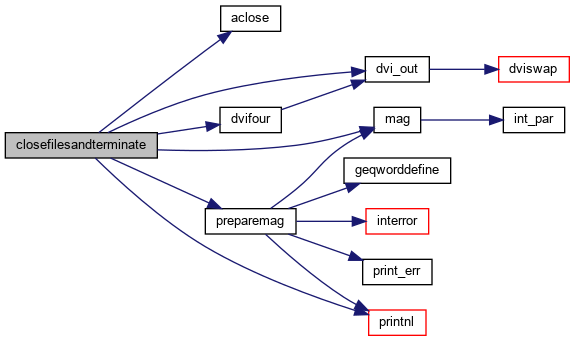 aclose
dvi_out
dviswap
dvifour
mag
int_par
closefilesandterminate
geqworddefine
preparemag
interror
print_err
printnl